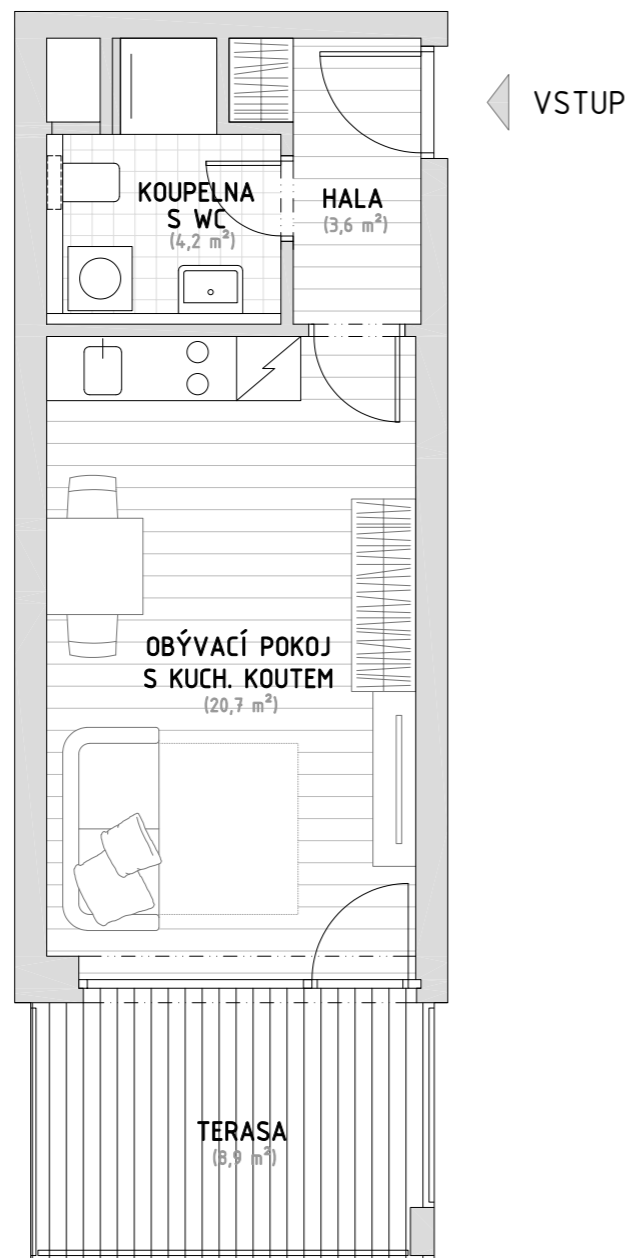 VSTUP
KOUPELNA
S WC
(4,2 m²)
HALA
(3,6 m²)
OBÝVACÍ POKOJ
S KUCH. KOUTEM
(20,7 m²)
TERASA
(8,9 m²)